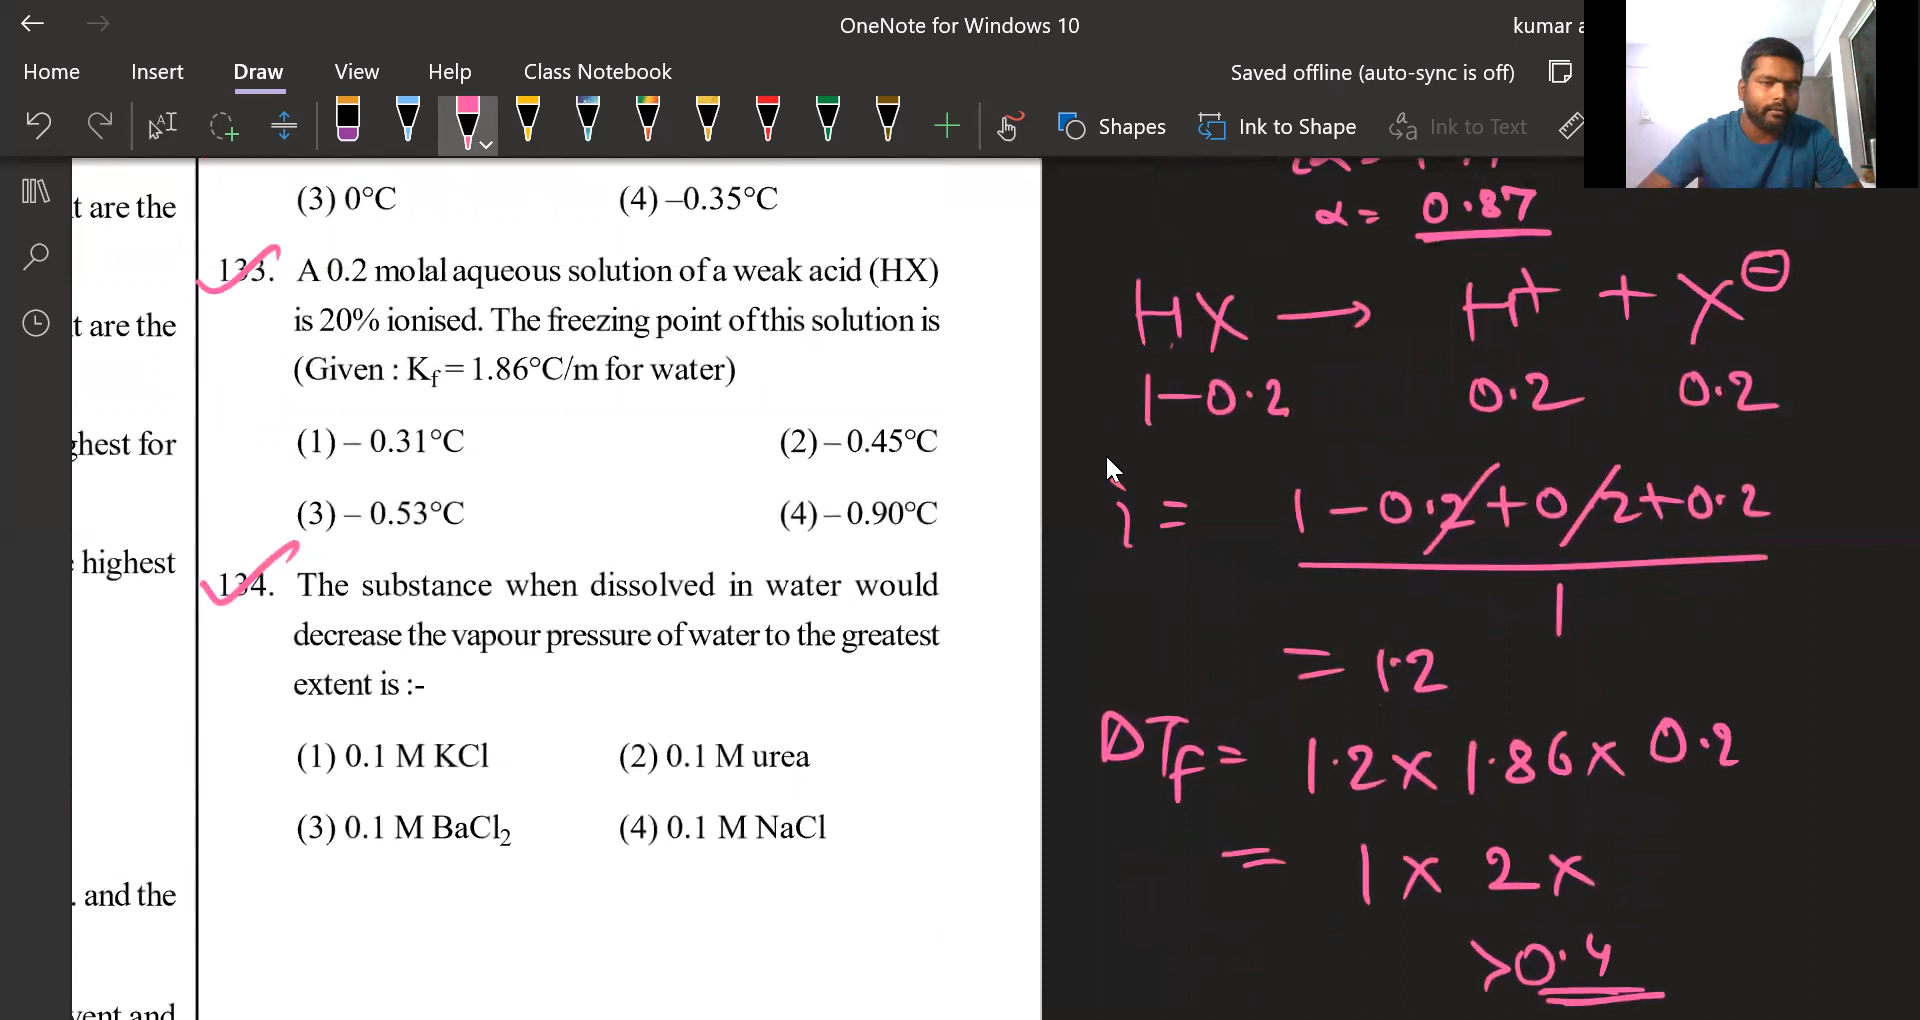 OneNote for Windows 10
kumar a
Home Insert Draw View Help Class Notebook
Saved offline (auto-sync is off)
Shapes Ink to Shape Ink to Text
t are the
t are the
ghest for
highest
. and the
vent and
(3) 0°C (4) –0.35°C
133. A 0.2 molal aqueous solution of a weak acid (HX)
is 20% ionised. The freezing point of this solution is
(Given : Kf = 1.86°C/m for water)
(1) – 0.31°C (2) – 0.45°C
(3) – 0.53°C (4) – 0.90°C
134. The substance when dissolved in water would
decrease the vapour pressure of water to the greatest
extent is :-
(1) 0.1 M KCl (2) 0.1 M urea
(3) 0.1 M BaCl₂ (4) 0.1 M NaCl
α = 0.87
HX → H⁺ + X⊖
1–0.2 0.2 0.2
i = 1–0.2+0.2+0.2
1
= 1.2
DTf = 1.2 x 1.86 x 0.2
= 1 x 2 x
>0.4